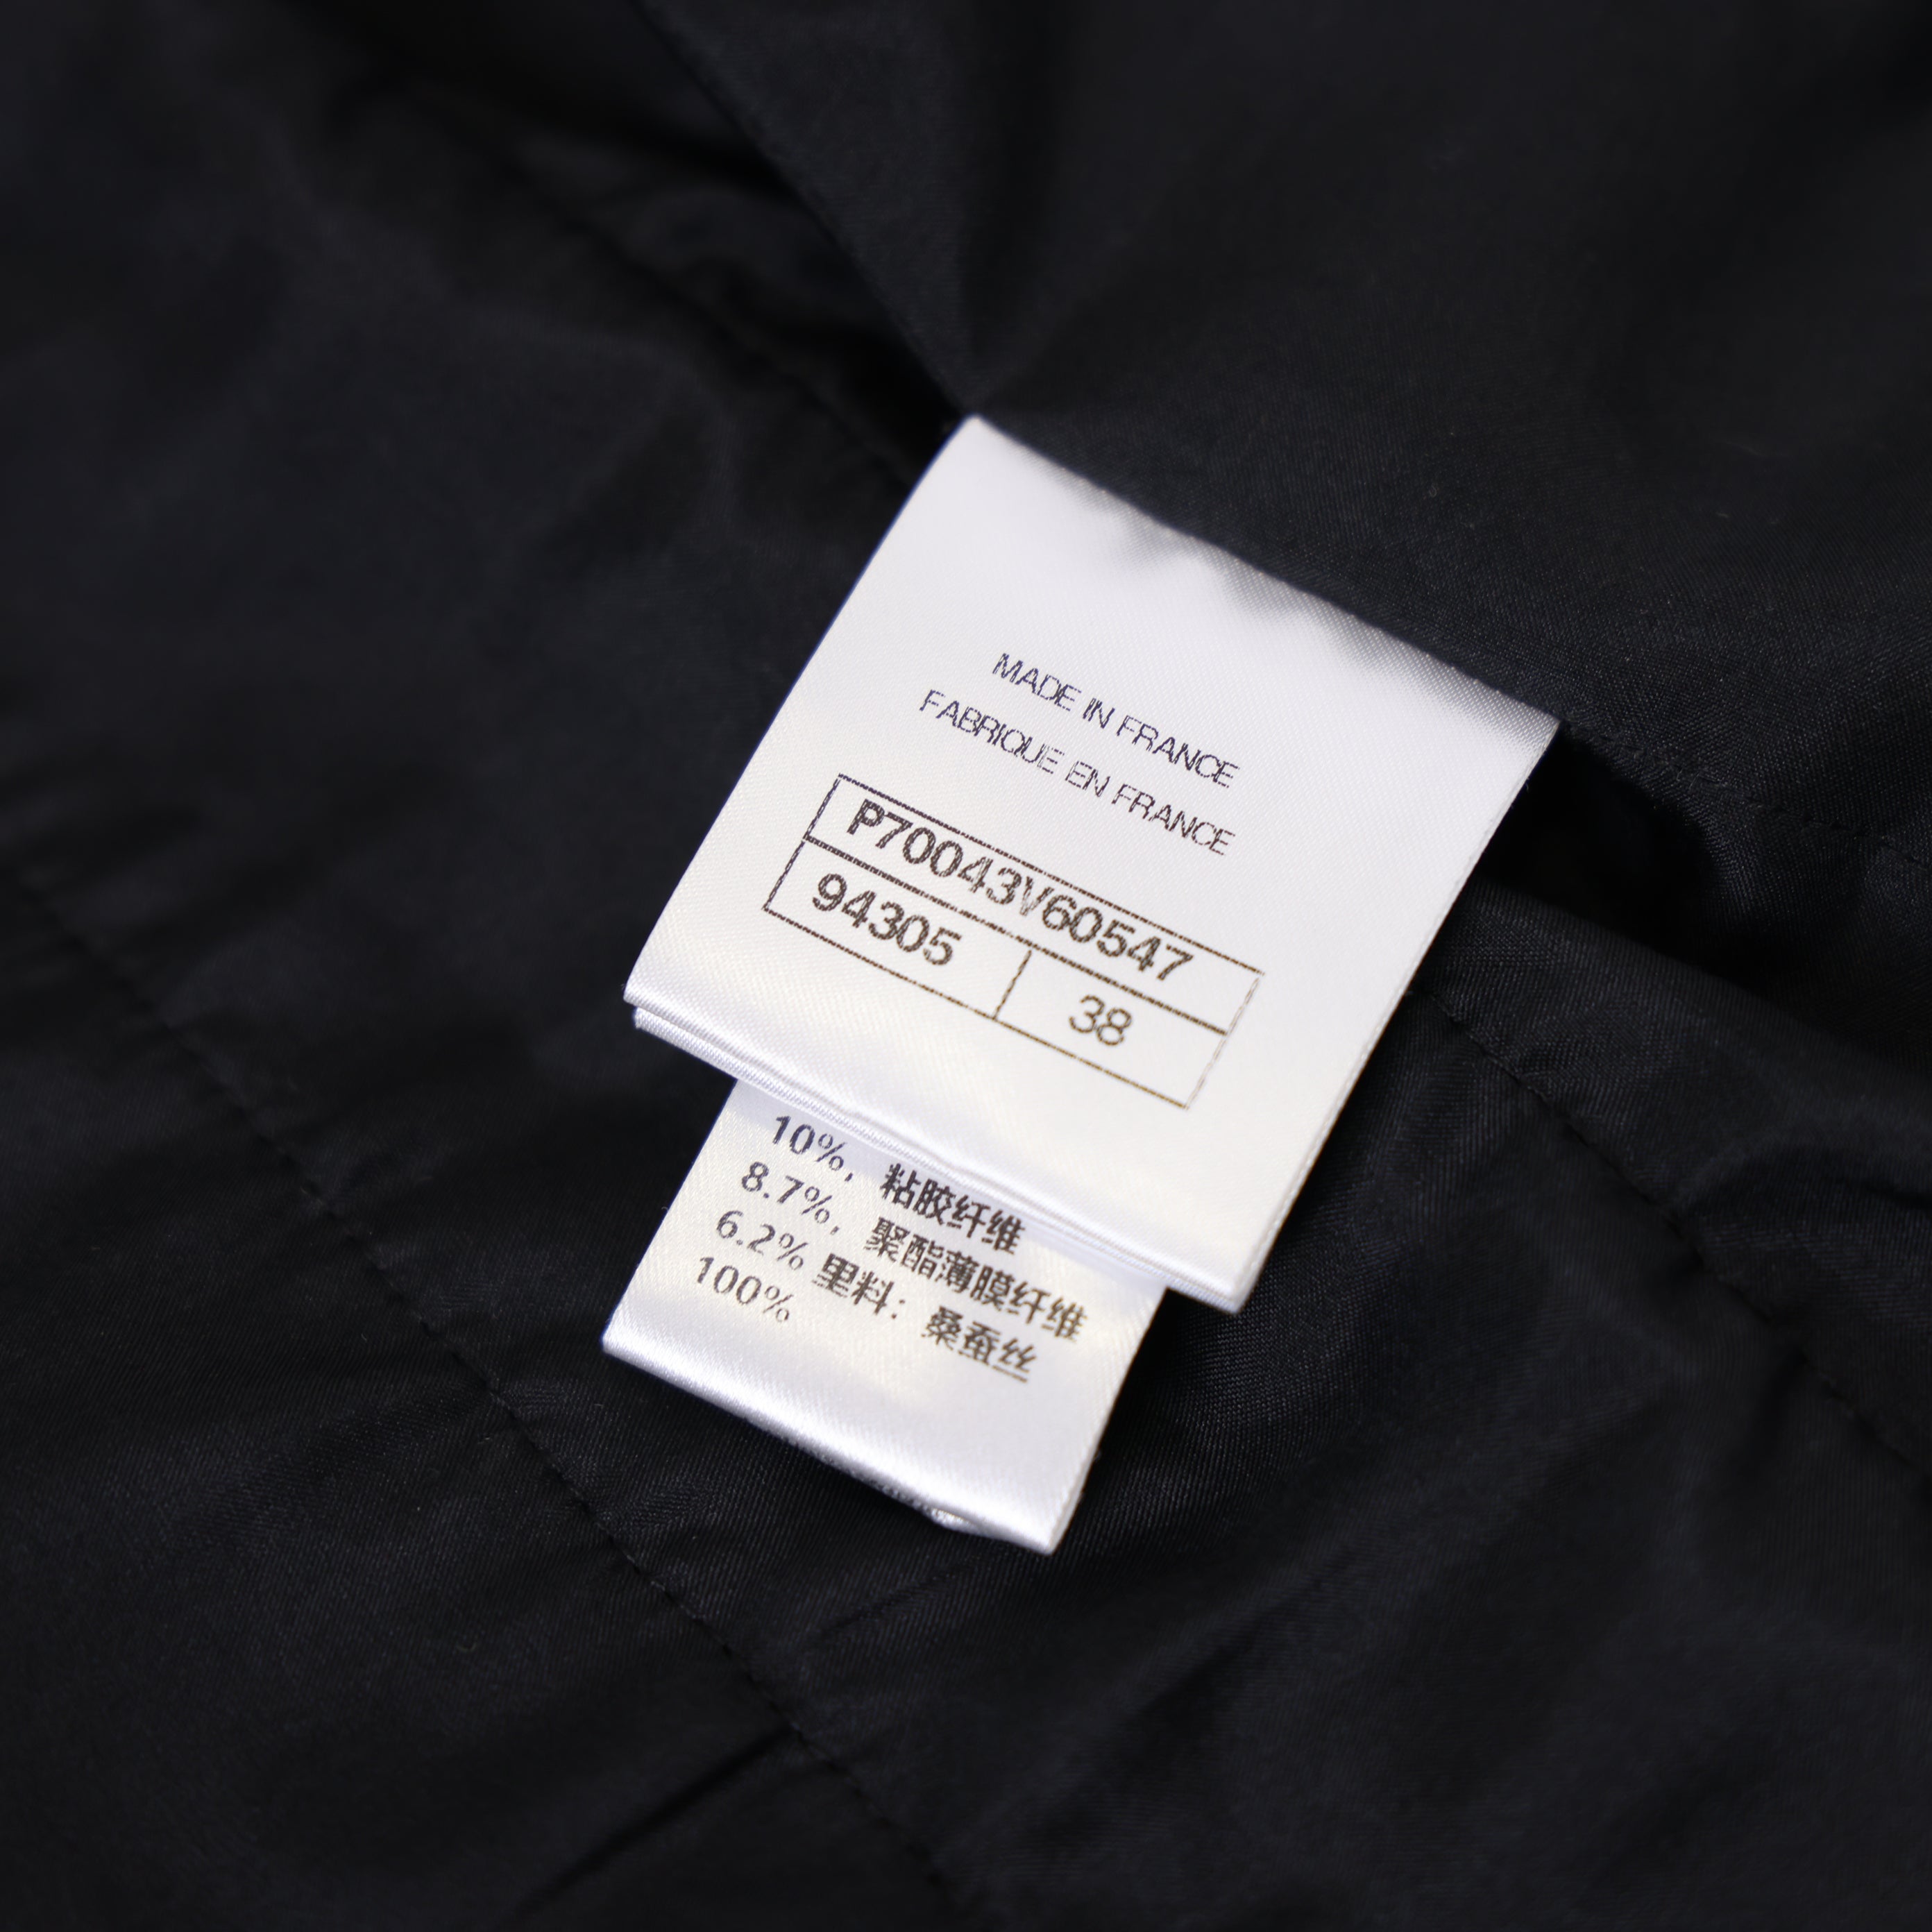 MADE IN FRANCE
FABRIQUE EN FRANCE
P70043V60547
94305 38
10%, 粘胶纤维
8.7%, 聚酯薄膜纤维
6.2% 里料: 桑蚕丝
100%